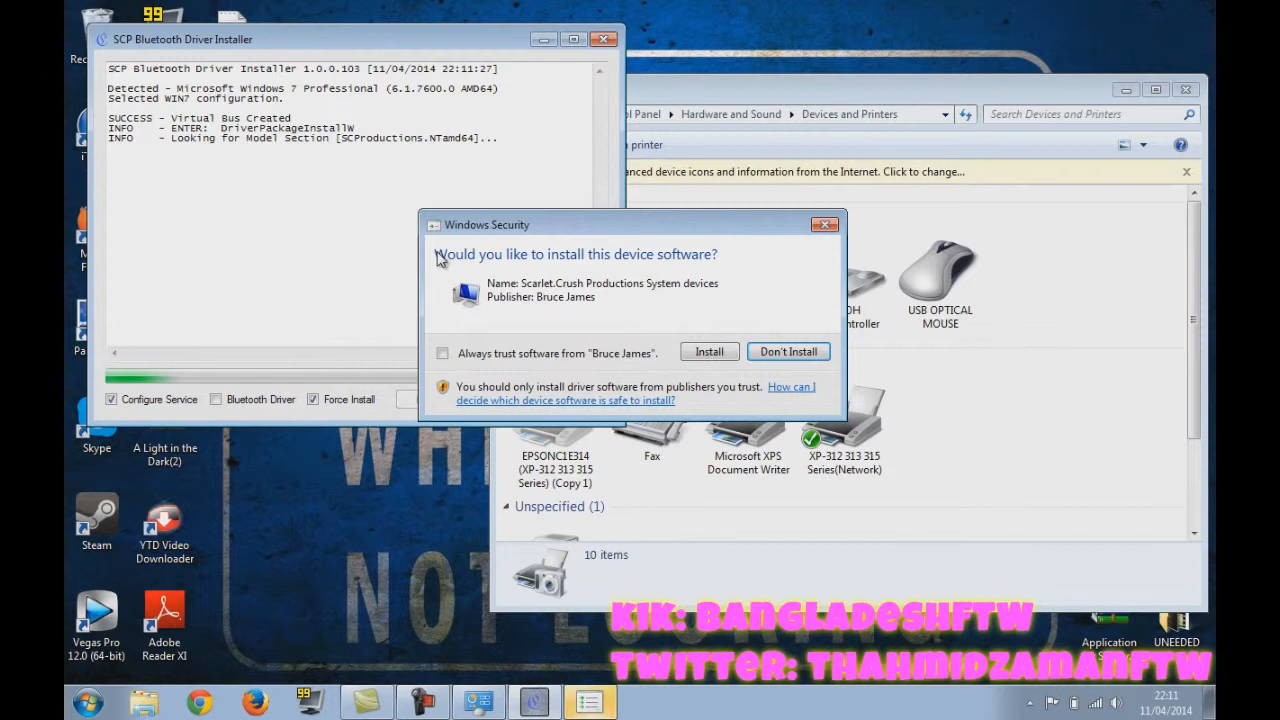 99
SCP Bluetooth Driver Installer
SCP Bluetooth Driver Installer 1.0.0.103 [11/04/2014 22:11:27]
Detected - Microsoft Windows 7 Professional (6.1.7600.0 AMD64)
Selected WIN7 configuration.
SUCCESS - Virtual Bus Created
INFO - ENTER: DriverPackageInstallW
INFO - Looking for Model Section [SCProductions.NTamd64]...
Configure Service
Bluetooth Driver
Force Install
l Panel
Hardware and Sound
Devices and Printers
Search Devices and Printers
printer
anced device icons and information from the Internet. Click to change...
Windows Security
Would you like to install this device software?
Name: Scarlet.Crush Productions System devices
Publisher: Bruce James
Always trust software from "Bruce James".
Install
Don't Install
You should only install driver software from publishers you trust. How can I
decide which device software is safe to install?
USB OPTICAL
MOUSE
EPSONC1E314
(XP-312 313 315
Series) (Copy 1)
Fax
Microsoft XPS
Document Writer
XP-312 313 315
Series(Network)
Unspecified (1)
10 items
Skype
A Light in the
Dark(2)
Steam
YTD Video
Downloader
Vegas Pro
12.0 (64-bit)
Adobe
Reader XI
Application
UNEEDED
WH
NOT L
KIK: BANGLADESHFTW
TWITTER: THAHMIDZAMANFTW
99
22:11
11/04/2014